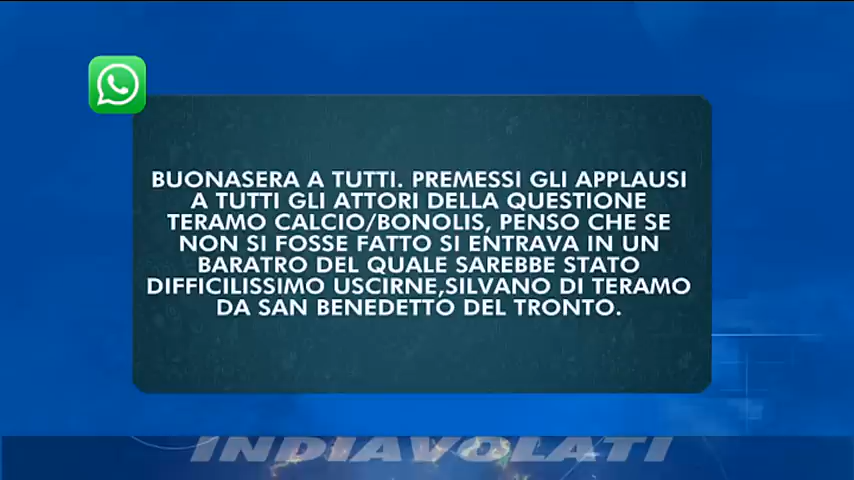 BUONASERA A TUTTI. PREMESSI GLI APPLAUSI
A TUTTI GLI ATTORI DELLA QUESTIONE
TERAMO CALCIO/BONOLIS, PENSO CHE SE
NON SI FOSSE FATTO SI ENTRAVA IN UN
BARATRO DEL QUALE SAREBBE STATO
DIFFICILISSIMO USCIRNE,SILVANO DI TERAMO
DA SAN BENEDETTO DEL TRONTO.
INDIAVOLATI